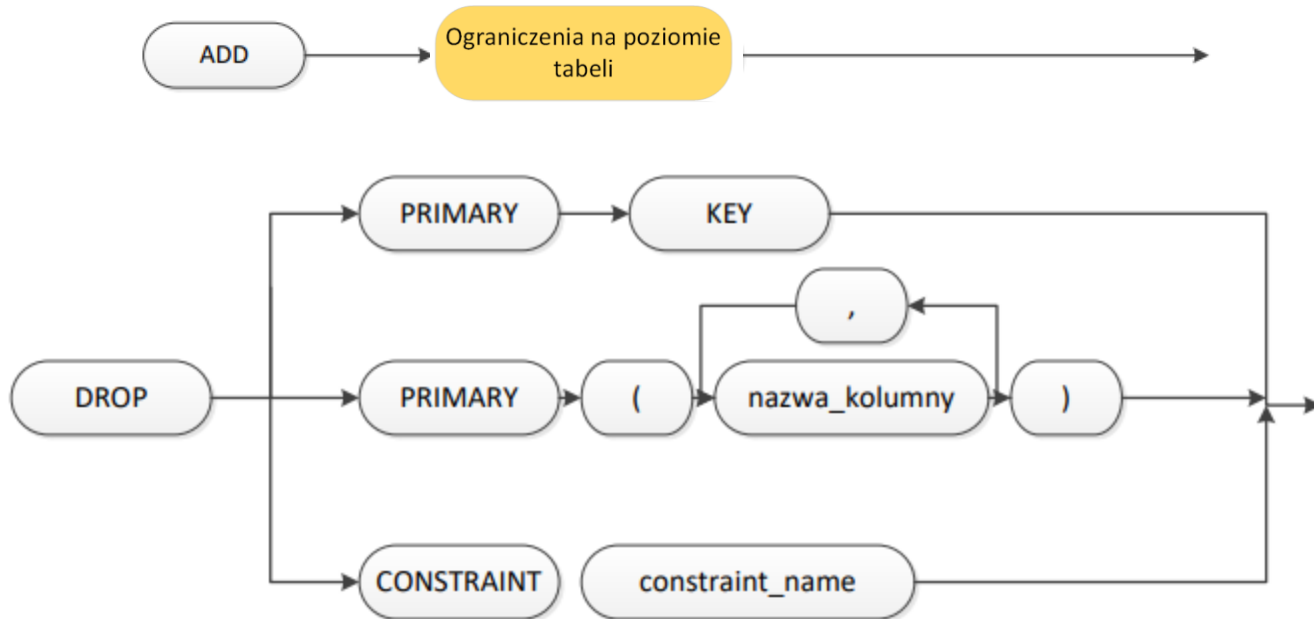 ADD
Ograniczenia na poziomie
tabeli
PRIMARY KEY
,
DROP PRIMARY ( nazwa_kolumny )
CONSTRAINT constraint_name